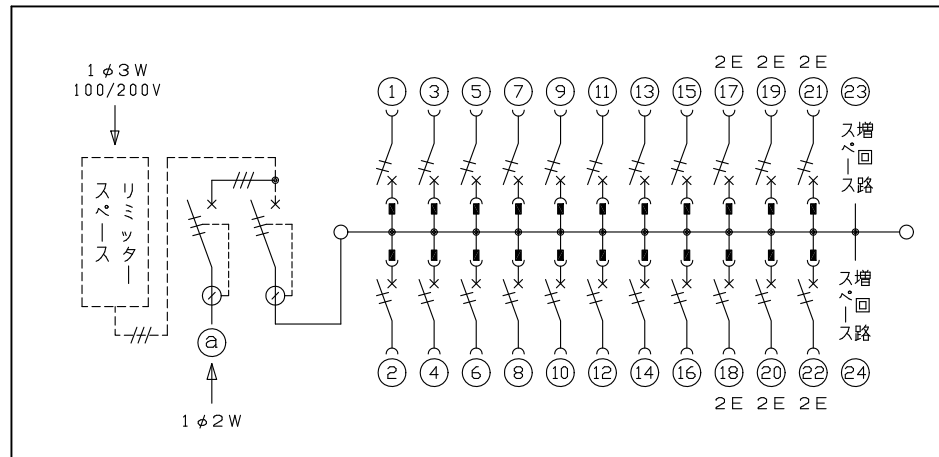 1φ3W
100/200V
リミッター
スペース
ⓐ
1φ2W
2E 2E 2E
① ③ ⑤ ⑦ ⑨ ⑪ ⑬ ⑮ ⑰ ⑲ ㉑ ㉓
増回路
スペース
増回路
スペース
② ④ ⑥ ⑧ ⑩ ⑫ ⑭ ⑯ ⑱ ⑳ ㉒ ㉔
2E 2E 2E